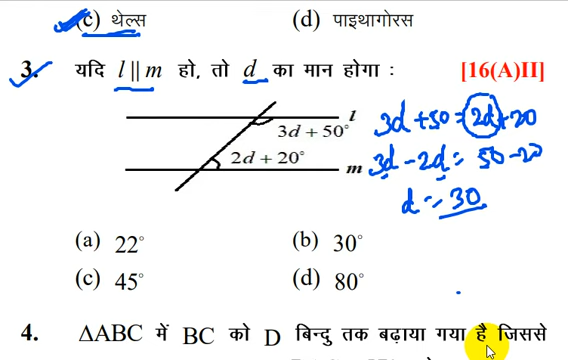 (c) थेल्स (d) पाइथागोरस
3. यदि l || m हो, तो d का मान होगा : [16(A)II]
l
3d + 50°
2d + 20°
m
3d + 50 = 2d + 20
3d - 2d = 50 - 20
d = 30
(a) 22° (b) 30°
(c) 45° (d) 80°
4. ΔABC में BC को D बिन्दु तक बढ़ाया गया है जिससे